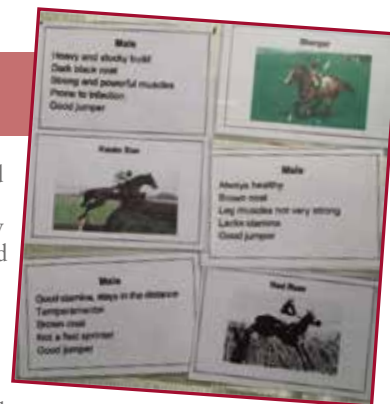 Male
Heavy and stocky build
Dark black coat
Strong and powerful muscles
Prone to infection
Good jumper
Shergar
Male
Always healthy
Brown coat
Leg muscles not very strong
Lacks stamina
Good jumper
Male
Good stamina, stays in the distance
Temperamental
Brown coat
Not a fast sprinter
Good jumper
Red Rum